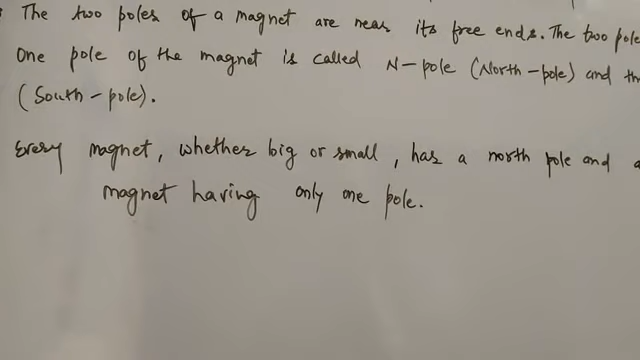 The two poles of a magnet are near its free ends. The two pole
One pole of the magnet is called N-pole (North-pole) and th
(South-pole).
Every magnet, whether big or small, has a north pole and a
magnet having only one pole.